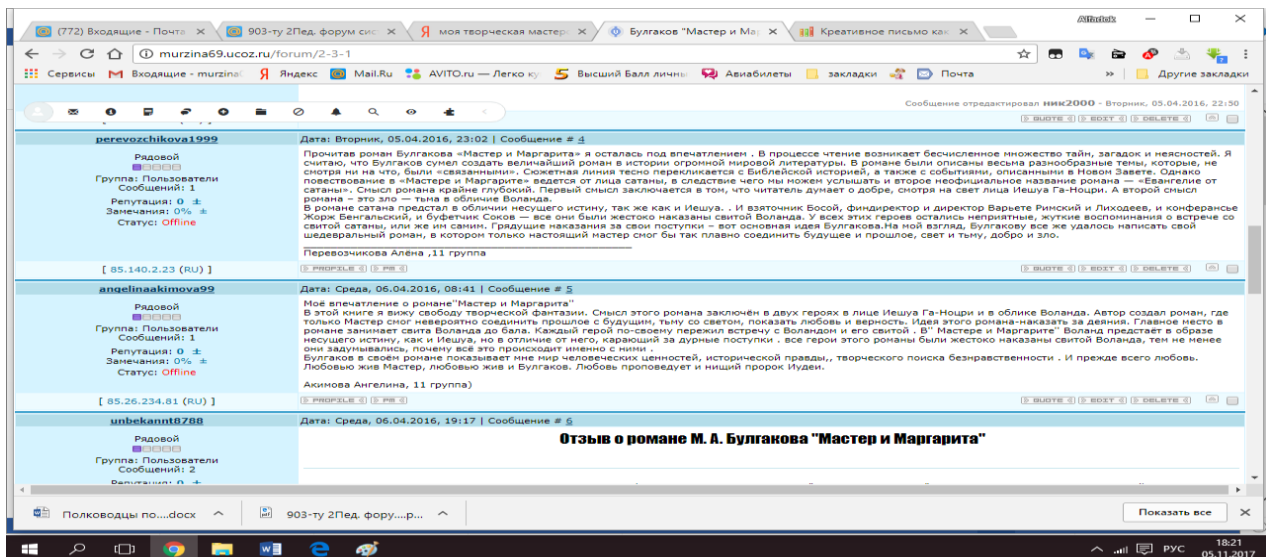 Alfiadok
(772) Входящие - Почта
903-ту 2Пед. форум сис
моя творческая мастер
Булгаков "Мастер и Мар
Креативное письмо как
murzina69.ucoz.ru/forum/2-3-1
Сервисы
Входящие - murzina
Яндекс
Mail.Ru
AVITO.ru — Легко ку
Высший Балл личны
Авиабилеты
закладки
Почта
»
Другие закладки
Сообщение отредактировал ник2000 - Вторник, 05.04.2016, 22:50
QUOTE EDIT DELETE
perevozchikova1999
Дата: Вторник, 05.04.2016, 23:02 | Сообщение # 4
Рядовой
Группа: Пользователи
Сообщений: 1
Репутация: 0 ±
Замечания: 0% ±
Статус: Offline
Прочитав роман Булгакова «Мастер и Маргарита» я осталась под впечатлением . В процессе чтение возникает бесчисленное множество тайн, загадок и неясностей. Я
считаю, что Булгаков сумел создать величайший роман в истории огромной мировой литературы. В романе были описаны весьма разнообразные темы, которые, не
смотря ни на что, были «связанными». Сюжетная линия тесно перекликается с Библейской историей, а также с событиями, описанными в Новом Завете. Однако
повествование в «Мастере и Маргарите» ведется от лица сатаны, в следствие чего мы можем услышать и второе неофициальное название романа — «Евангелие от
сатаны». Смысл романа крайне глубокий. Первый смысл заключается в том, что читатель думает о добре, смотря на свет лица Иешуа Га-Ноцри. А второй смысл
романа – это зло — тьма в обличие Воланда.
В романе сатана предстал в обличии несущего истину, так же как и Иешуа. . И взяточник Босой, финдиректор и директор Варьете Римский и Лиходеев, и конферансье
Жорж Бенгальский, и буфетчик Соков — все они были жестоко наказаны свитой Воланда. У всех этих героев остались неприятные, жуткие воспоминания о встрече со
свитой сатаны, или же им самим. Грядущие наказания за свои поступки – вот основная идея Булгакова.На мой взгляд, Булгакову все же удалось написать свой
шедевральный роман, в котором только настоящий мастер смог бы так плавно соединить будущее и прошлое, свет и тьму, добро и зло.
Перевозчикова Алёна ,11 группа
[ 85.140.2.23 (RU) ]
PROFILE PM
QUOTE EDIT DELETE
angelinaakimova99
Дата: Среда, 06.04.2016, 08:41 | Сообщение # 5
Рядовой
Группа: Пользователи
Сообщений: 1
Репутация: 0 ±
Замечания: 0% ±
Статус: Offline
Моё впечатление о романе"Мастер и Маргарита"
В этой книге я вижу свободу творческой фантазии. Смысл этого романа заключён в двух героях в лице Иешуа Га-Ноцри и в облике Воланда. Автор создал роман, где
только Мастер смог невероятно соединить прошлое с будущим, тьму со светом, показать любовь и верность. Идея этого романа-наказать за деяния. Главное место в
романе занимает свита Воланда до бала. Каждый герой по-своему пережил встречу с Воландом и его свитой . В" Мастере и Маргарите" Воланд предстаёт в образе
несущего истину, как и Иешуа, но в отличие от него, карающий за дурные поступки . все герои этого романы были жестоко наказаны свитой Воланда, тем не менее
они задумывались, почему всё это происходит именно с ними .
Булгаков в своём романе показывает мне мир человеческих ценностей, исторической правды,, творческого поиска безнравственности . И прежде всего любовь.
Любовью жив Мастер, любовью жив и Булгаков. Любовь проповедует и нищий пророк Иудеи.
Акимова Ангелина, 11 группа)
[ 85.26.234.81 (RU) ]
PROFILE PM
QUOTE EDIT DELETE
unbekannt8788
Дата: Среда, 06.04.2016, 19:17 | Сообщение # 6
Рядовой
Группа: Пользователи
Сообщений: 2
Репутация: 0 ±
Отзыв о романе М. А. Булгакова "Мастер и Маргарита"
Полководцы по....docx
903-ту 2Пед. фору....p...
Показать все
РУС
18:21
05.11.2017